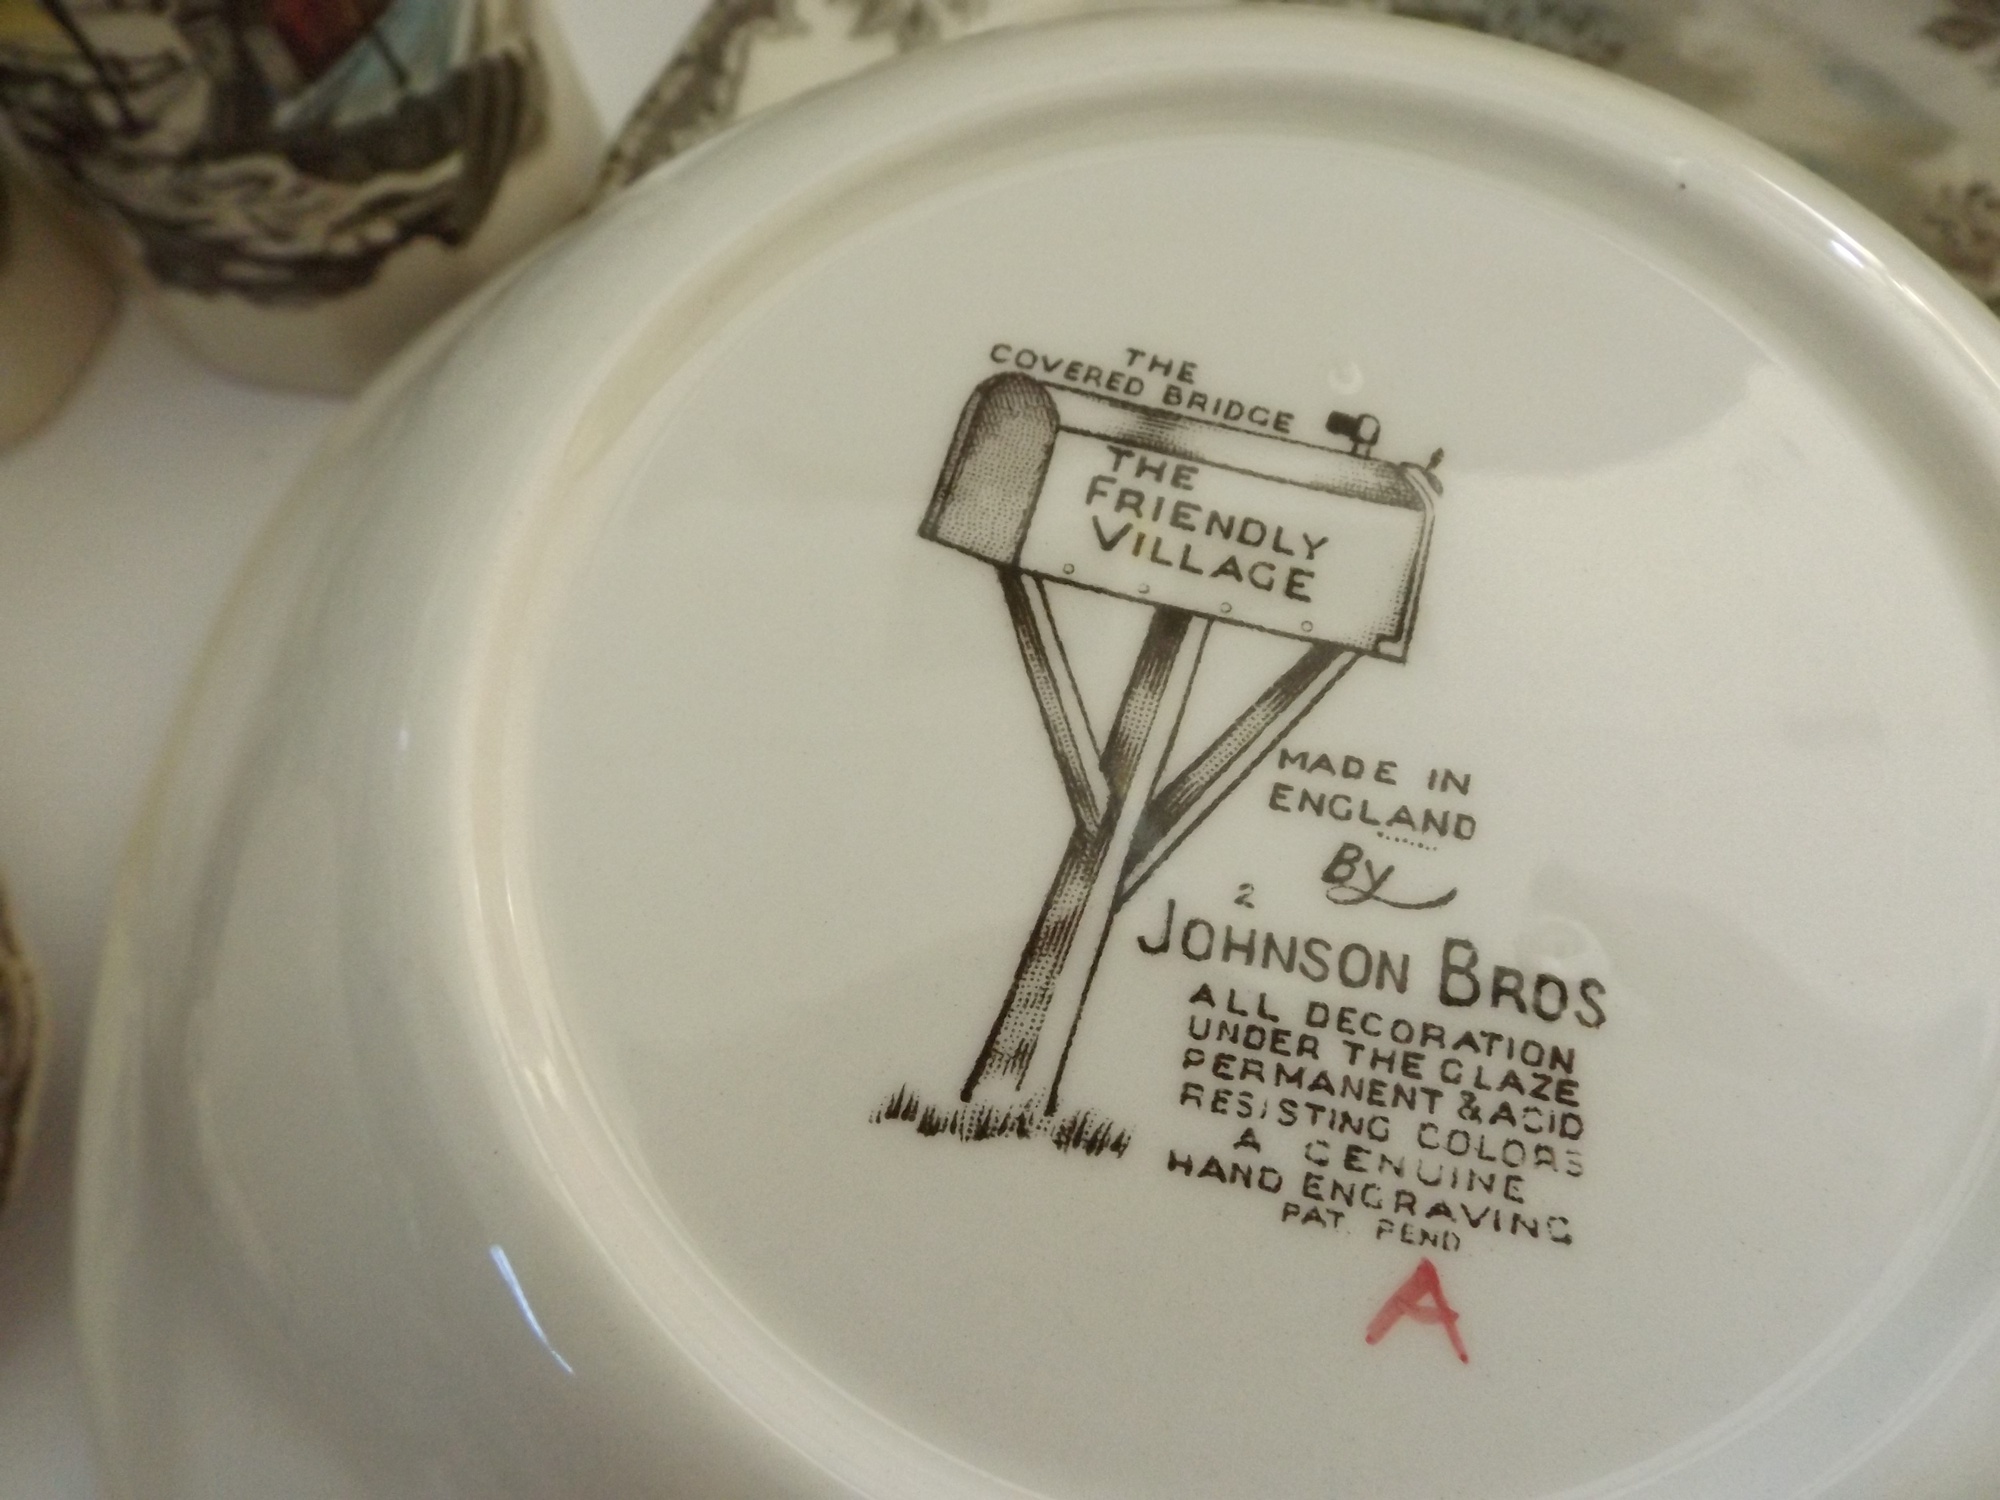 THE
COVERED BRIDGE
THE
FRIENDLY
VILLAGE
MADE IN
ENGLAND
By
2
JOHNSON BROS
ALL DECORATION
UNDER THE GLAZE
PERMANENT & ACID
RESISTING COLORS
A GENUINE
HAND ENGRAVING
PAT. PEND
A